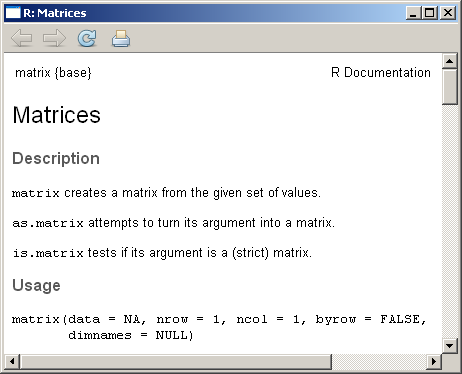 R: Matrices
matrix {base} R Documentation
Matrices
Description
matrix creates a matrix from the given set of values.
as.matrix attempts to turn its argument into a matrix.
is.matrix tests if its argument is a (strict) matrix.
Usage
matrix(data = NA, nrow = 1, ncol = 1, byrow = FALSE,
dimnames = NULL)